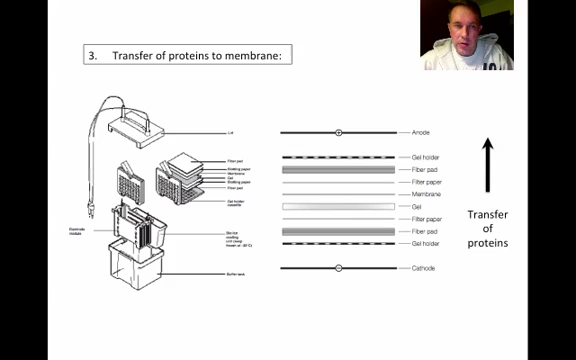 3. Transfer of proteins to membrane:
Lid
Fiber pad
Blotting paper
Membrane
Gel
Blotting paper
Fiber pad
Gel holder
cassette
Electrode
module
Buffer tank
Anode
Gel holder
Fiber pad
Filter paper
Membrane
Gel
Filter paper
Fiber pad
Gel holder
Cathode
Transfer
of
proteins